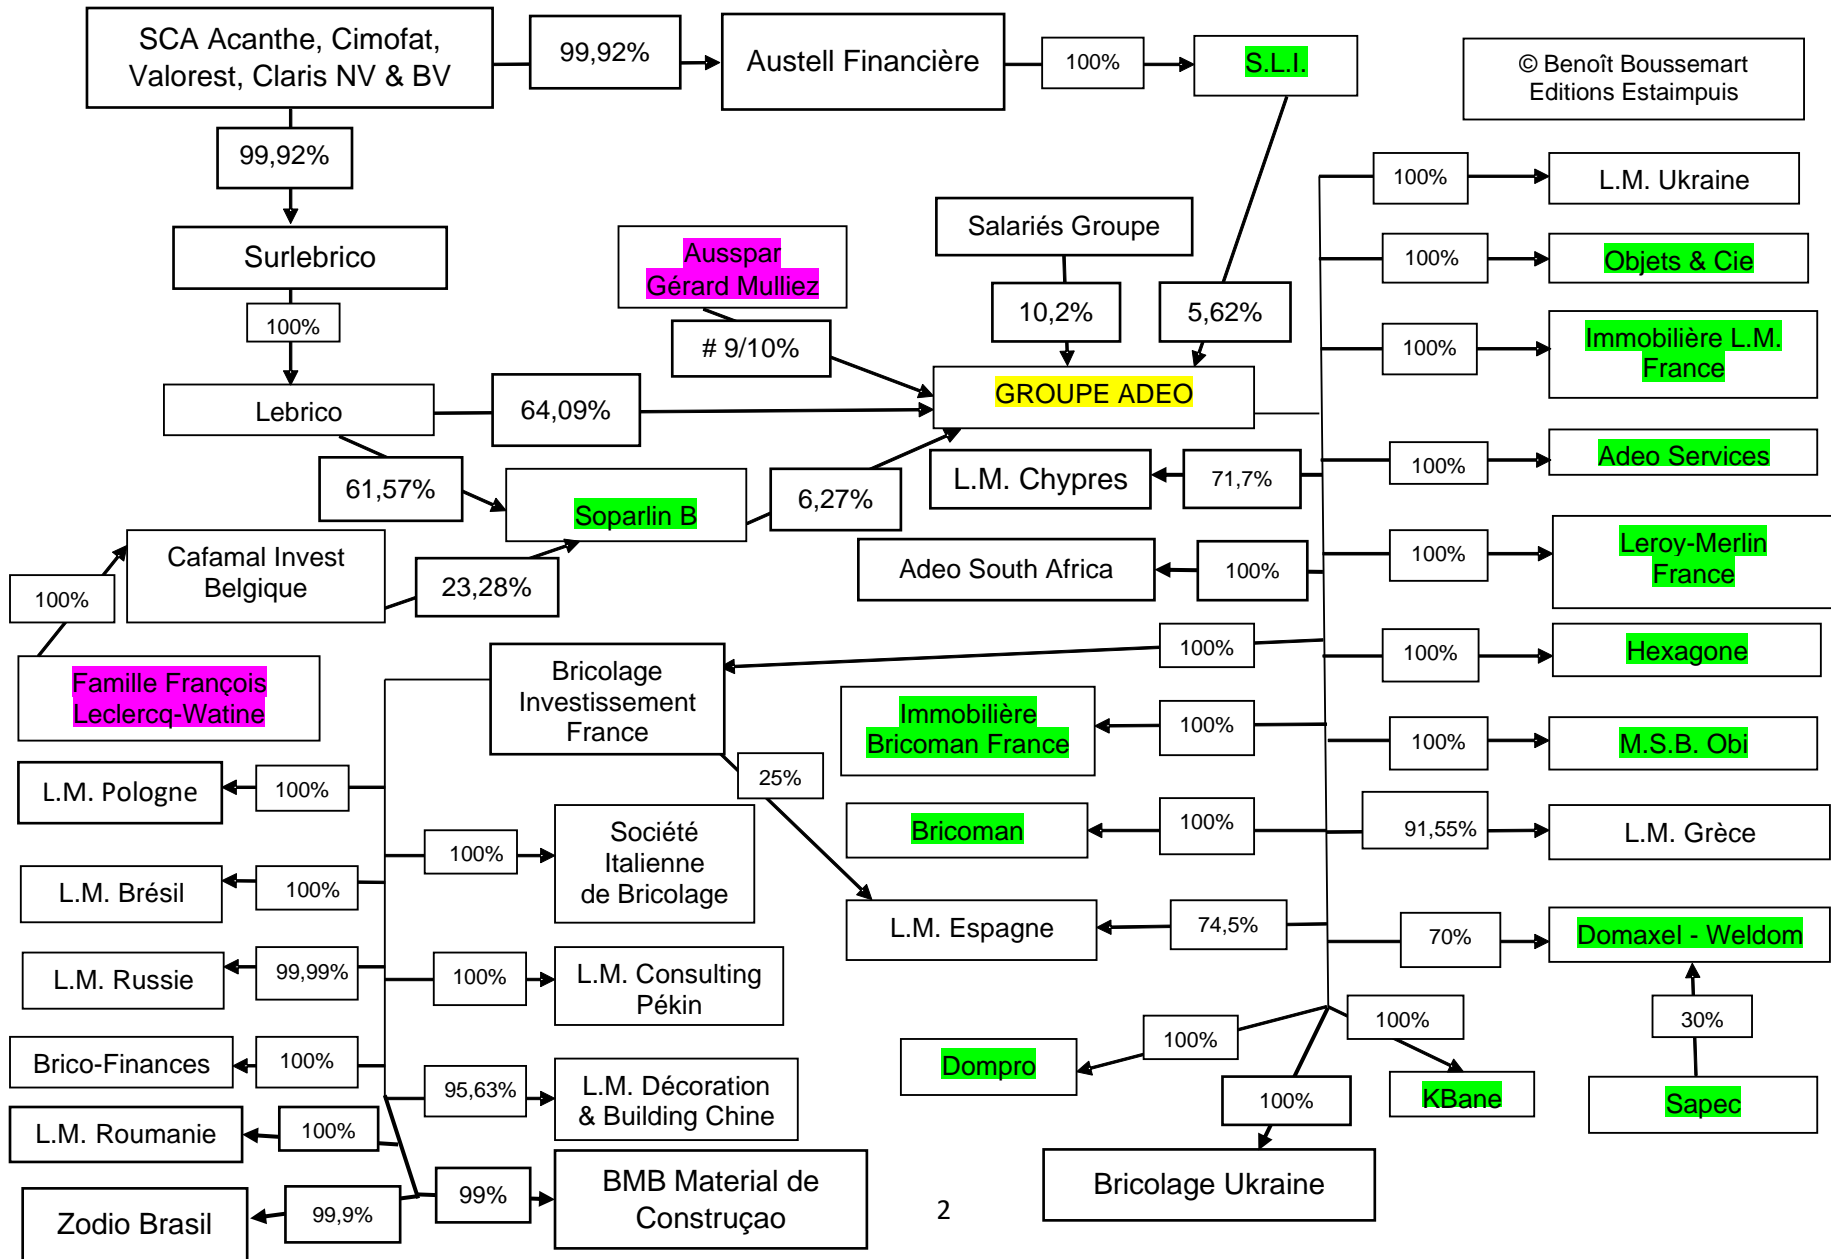 SCA Acanthe, Cimofat,
Valorest, Claris NV & BV
99,92%
Austell Financière
100%
S.L.I.
© Benoît Boussemart
Editions Estaimpuis
99,92%
Surlebrico
100%
Lebrico
64,09%
Ausspar
Gérard Mulliez
# 9/10%
Salariés Groupe
10,2%
5,62%
GROUPE ADEO
61,57%
Soparlin B
6,27%
Cafamal Invest
Belgique
23,28%
100%
Famille François
Leclercq-Watine
100%
L.M. Ukraine
100%
Objets & Cie
100%
Immobilière L.M.
France
100%
Adeo Services
L.M. Chypres
71,7%
100%
Leroy-Merlin
France
Adeo South Africa
100%
100%
Hexagone
100%
Bricolage
Investissement
France
Immobilière
Bricoman France
100%
100%
M.S.B. Obi
25%
Bricoman
100%
91,55%
L.M. Grèce
L.M. Espagne
74,5%
70%
Domaxel - Weldom
30%
Sapec
L.M. Pologne
100%
100%
Société
Italienne
de Bricolage
L.M. Brésil
100%
L.M. Russie
99,99%
100%
L.M. Consulting
Pékin
Brico-Finances
100%
95,63%
L.M. Décoration
& Building Chine
L.M. Roumanie
100%
Zodio Brasil
99,9%
99%
BMB Material de
Construçao
Dompro
100%
100%
KBane
100%
Bricolage Ukraine
2